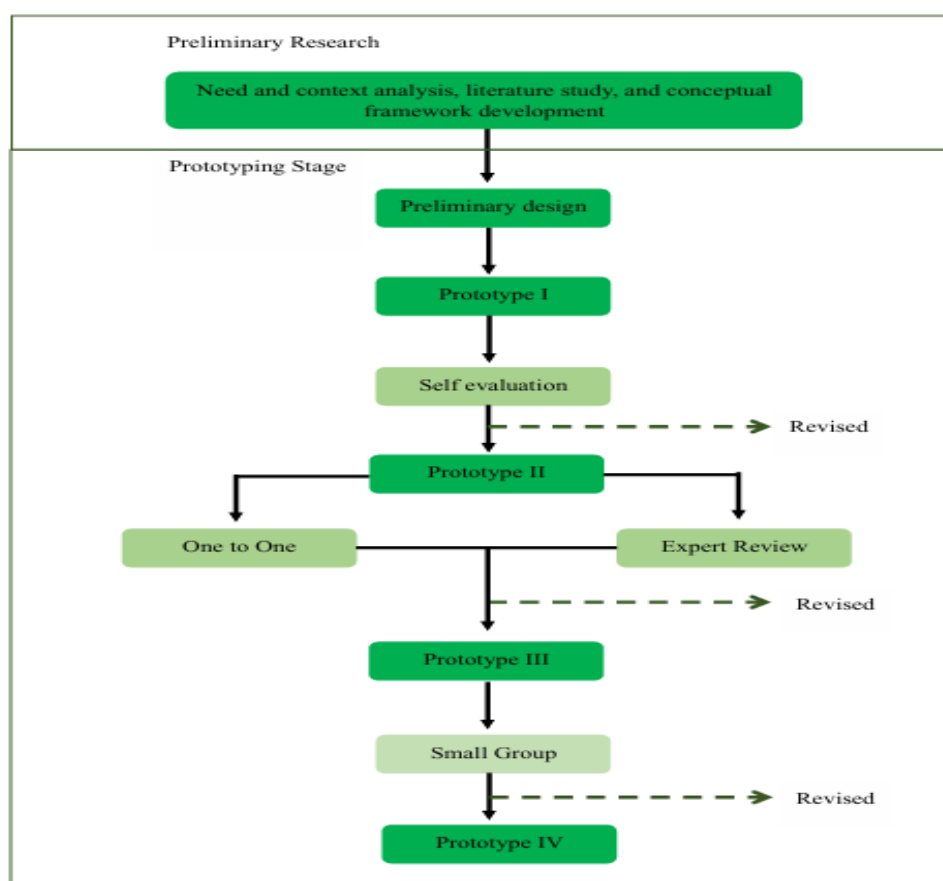 Preliminary Research
Need and context analysis, literature study, and conceptual
framework development
Prototyping Stage
Preliminary design
Prototype I
Self evaluation
Revised
Prototype II
One to One
Expert Review
Revised
Prototype III
Small Group
Revised
Prototype IV